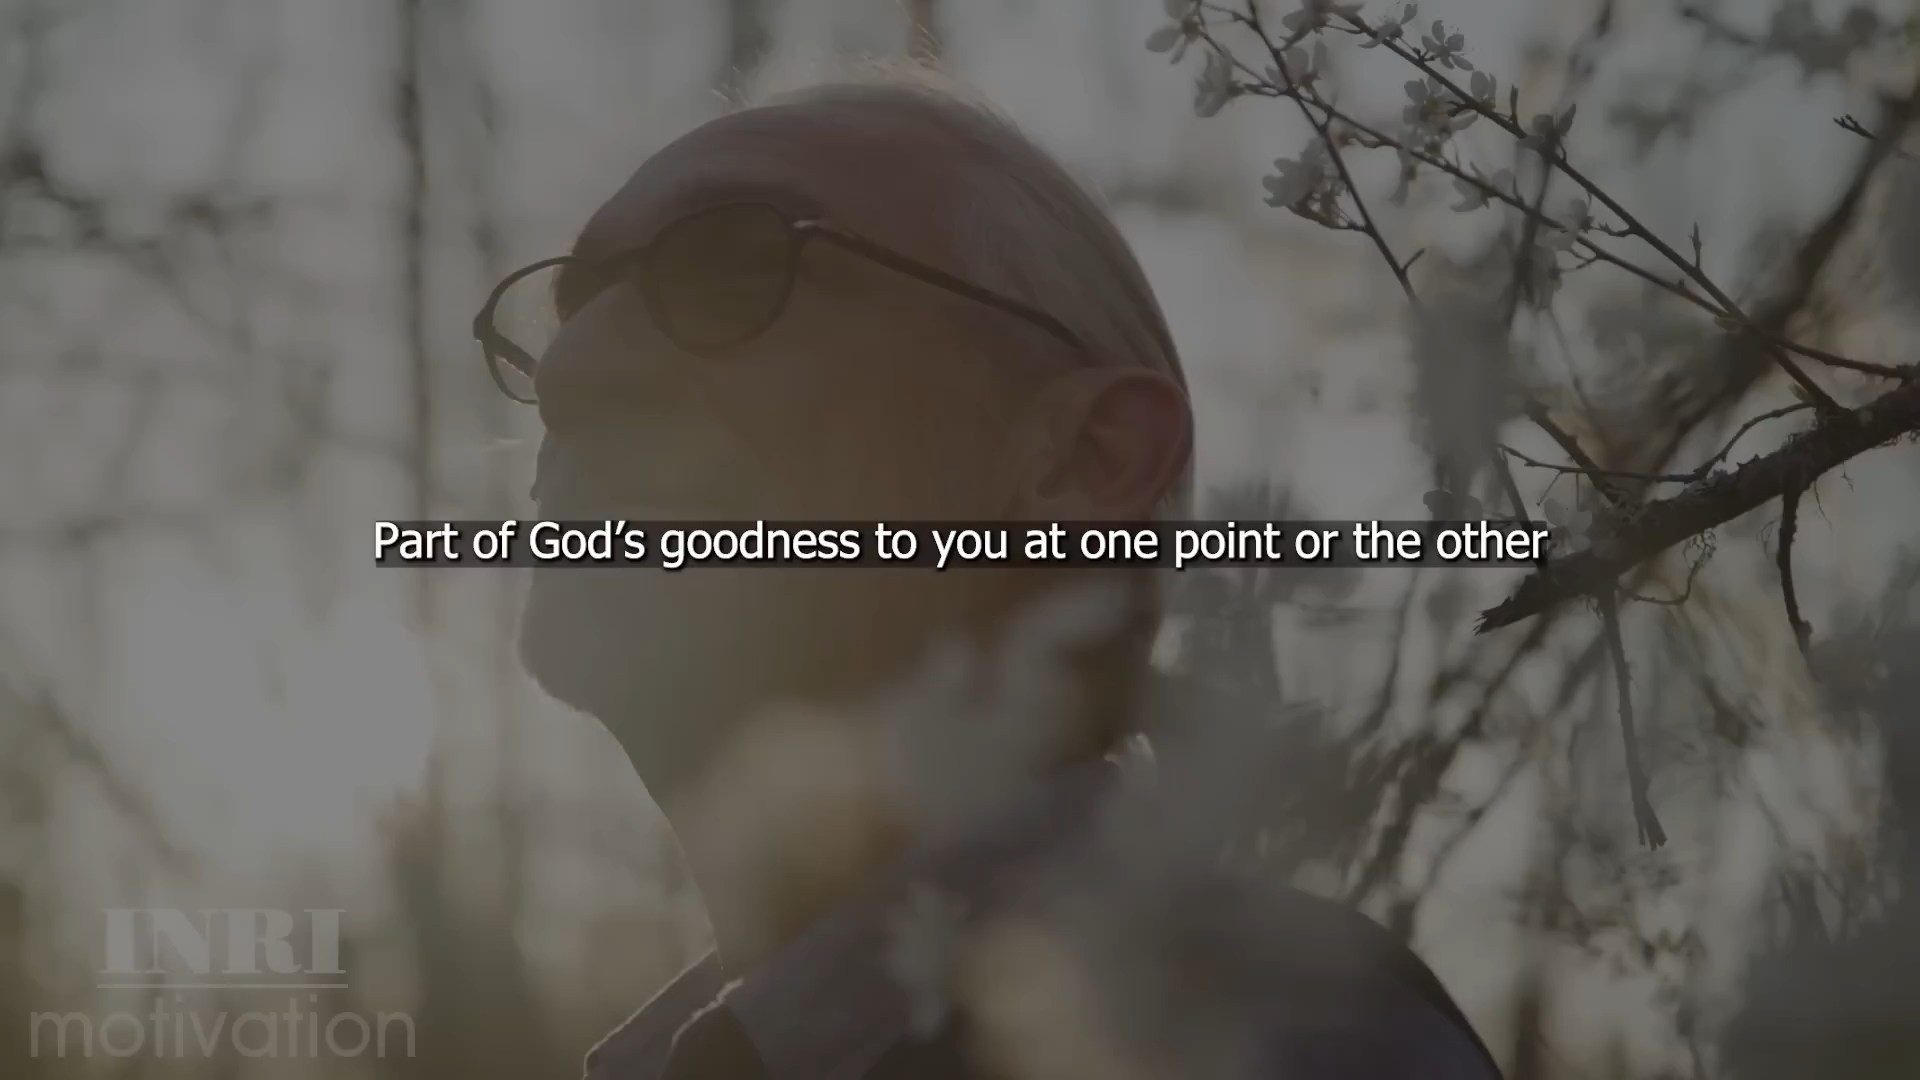 Part of God’s goodness to you at one point or the other
INRI
motivation